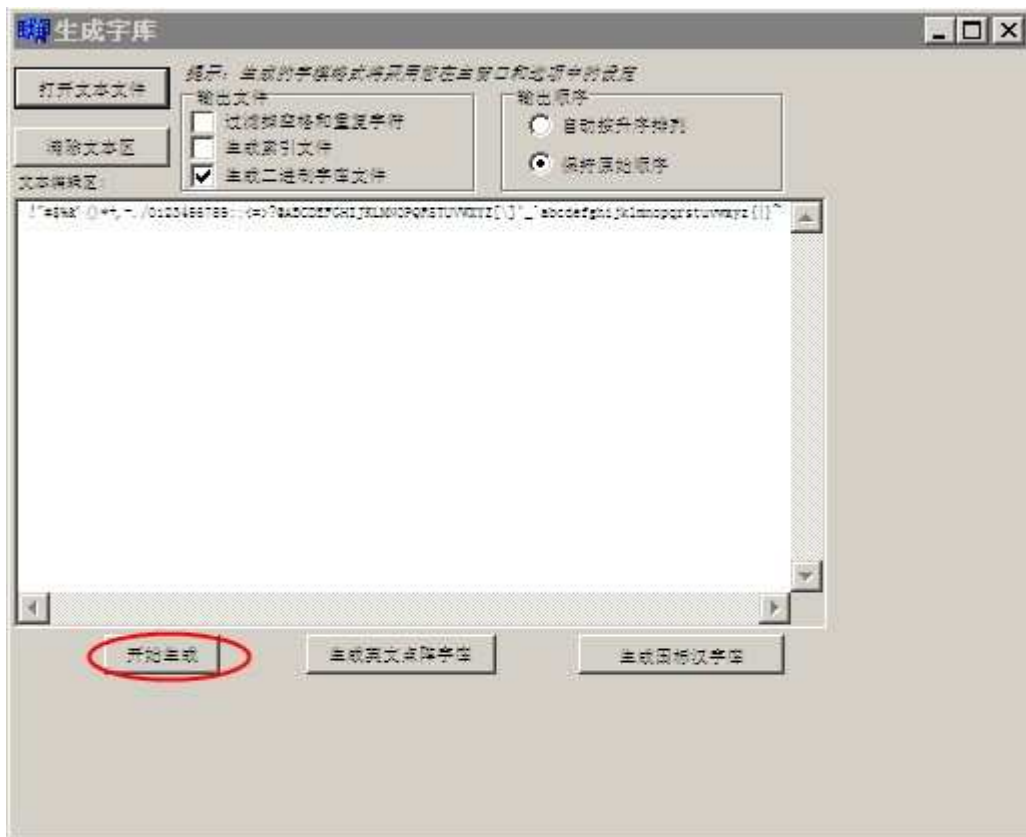 生成字库
提示：生成的字模格式将采用您在主窗口和选项中的设定
打开文本文件
输出文件
输出顺序
过滤掉空格和重复字符
自动按升序排列
清除文本区
生成索引文件
保持原始顺序
文本编辑区：
生成二进制字库文件
0123456789:;<=>?@ABCDEFGHIJKLMNOPQRSTUVWXYZ[\]^_`abcdefghijklmnopqrstuvwxyz{|}~
开始生成
生成英文点阵字库
生成国标汉字库